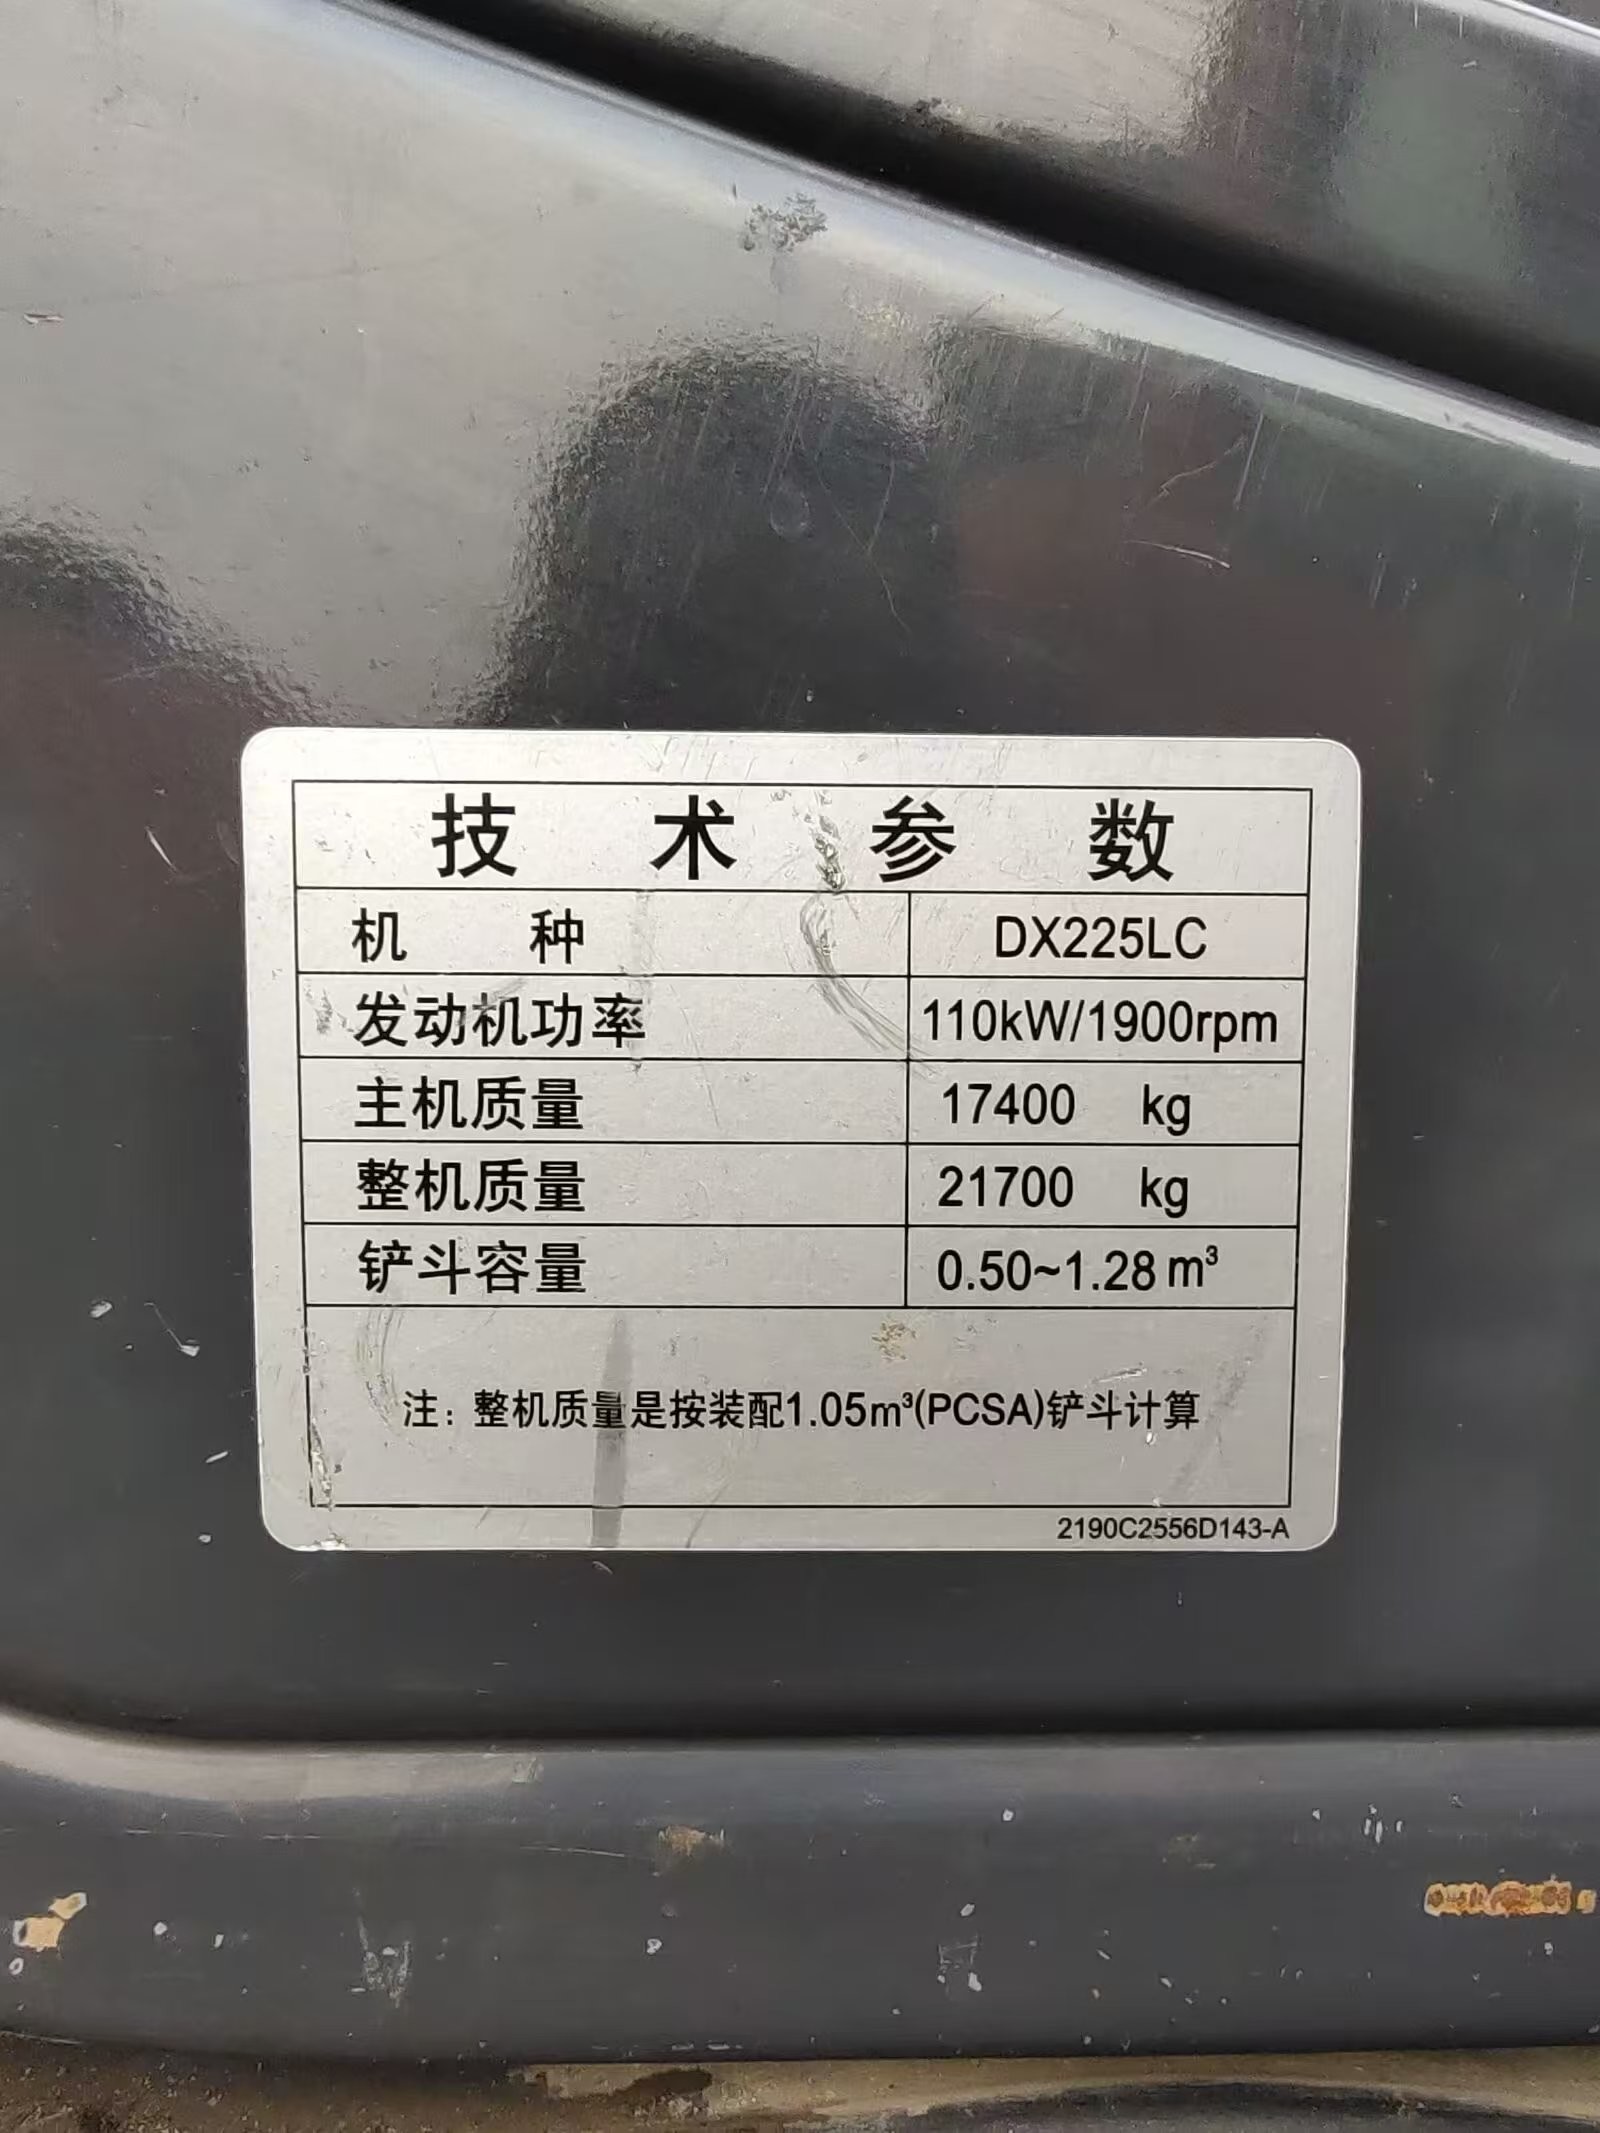 技术参数
机种 DX225LC
发动机功率 110kW/1900rpm
主机质量 17400 kg
整机质量 21700 kg
铲斗容量 0.50~1.28m³
注：整机质量是按装配1.05m³(PCSA)铲斗计算
2190C2556D143-A